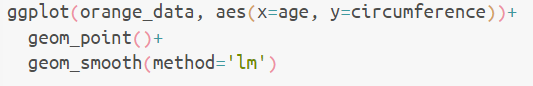 ggplot(orange_data, aes(x=age, y=circumference))+
  geom_point()+
  geom_smooth(method='lm')